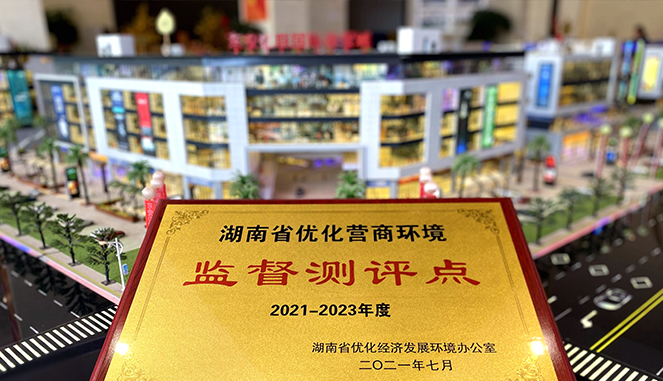 湖南省优化营商环境
监督测评点
2021-2023年度
湖南省优化经济发展环境办公室
二〇二一年七月